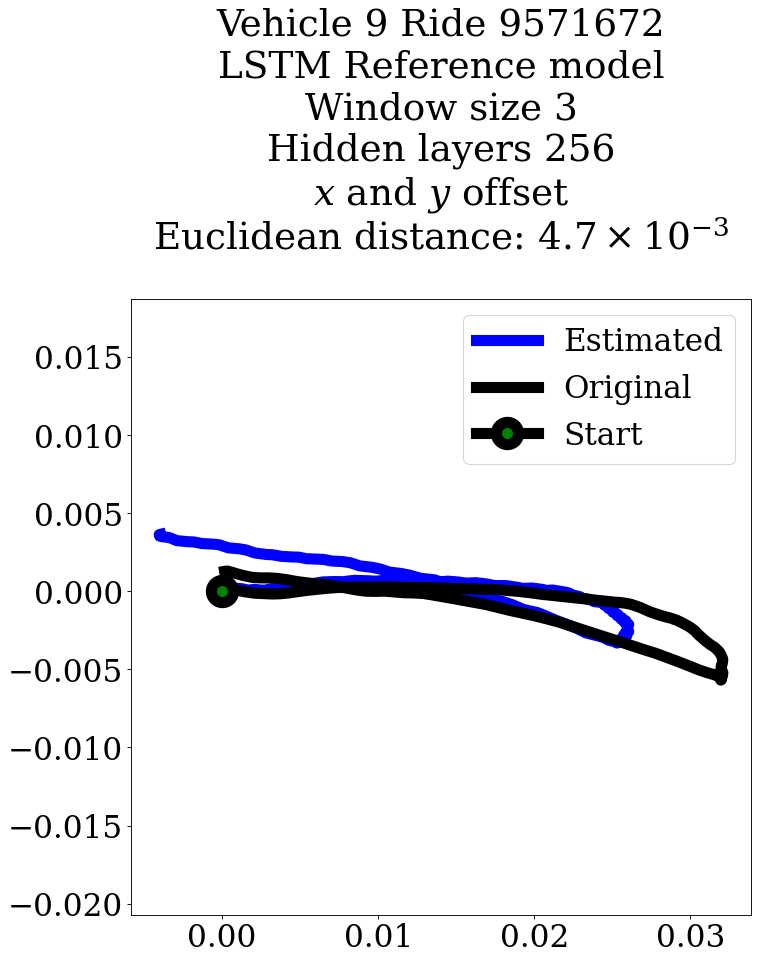 Vehicle 9 Ride 9571672
LSTM Reference model
Window size 3
Hidden layers 256
x and y offset
Euclidean distance: 4.7 × 10⁻³
Estimated
Original
Start
0.015
0.010
0.005
0.000
−0.005
−0.010
−0.015
−0.020
0.00 0.01 0.02 0.03